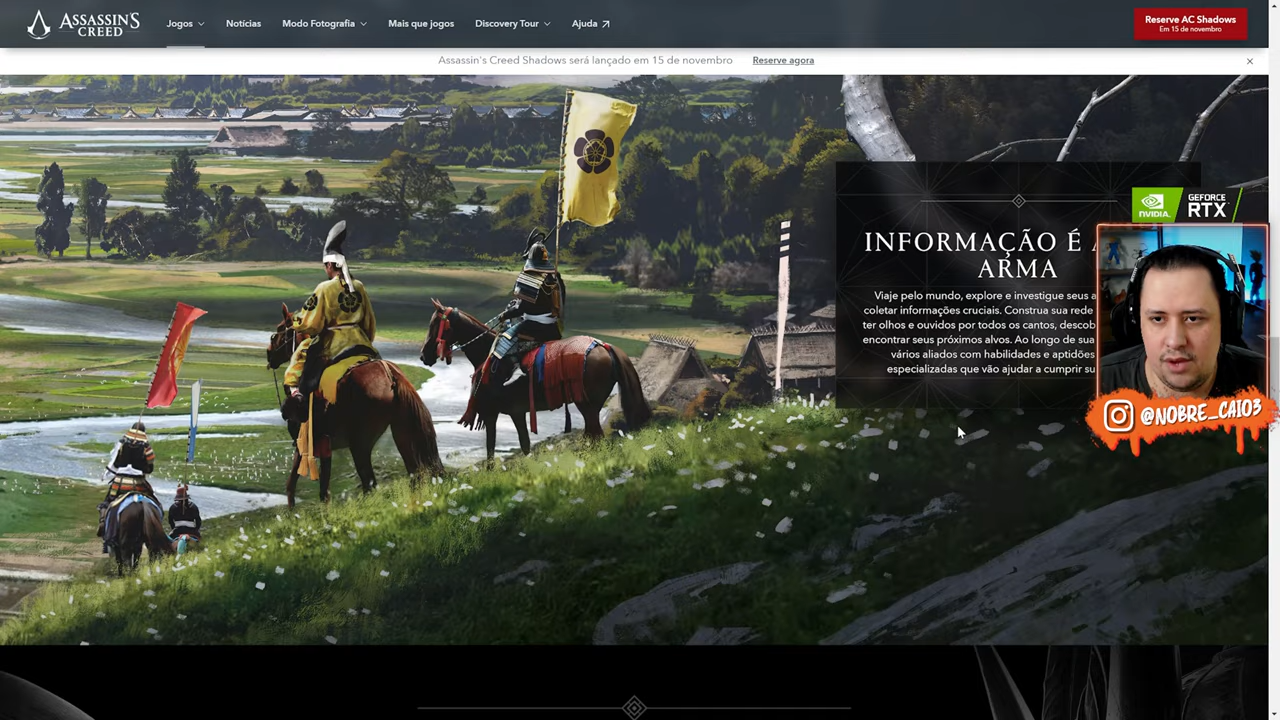 ASSASSIN'S
CREED
Jogos
Notícias
Modo Fotografia
Mais que jogos
Discovery Tour
Ajuda
Reserve AC Shadows
Em 15 de novembro
Assassin's Creed Shadows será lançado em 15 de novembro
Reserve agora
NVIDIA.
GEFORCE
RTX
INFORMAÇÃO É
ARMA
Viaje pelo mundo, explore e investigue seus
coletar informações cruciais. Construa sua rede
ter olhos e ouvidos por todos os cantos,
encontrar seus próximos alvos. Ao longo de sua
vários aliados com habilidades e aptidões
especializadas que vão ajudar a cumprir
@NOBRE_CAIO3